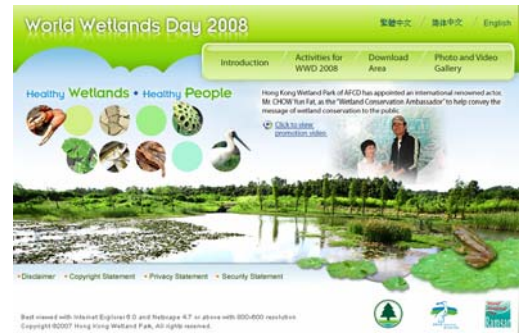 World Wetlands Day 2008
繁體中文 / 简体中文 / English
Introduction / Activities for WWD 2008 / Download Area / Photo and Video Gallery
Healthy Wetlands • Healthy People
Hong Kong Wetland Park of AFCD has appointed an international renowned actor,
Mr. CHOW Yun Fat, as the "Wetland Conservation Ambassador" to help convey the
message of wetland conservation to the public.
Click to view
promotion video.
Disclaimer • Copyright Statement • Privacy Statement • Security Statement
Best viewed with Internet Explorer 6.0 and Netscape 4.7 or above with 800×600 resolution
Copyright ©2007 Hong Kong Wetland Park, All rights reserved.